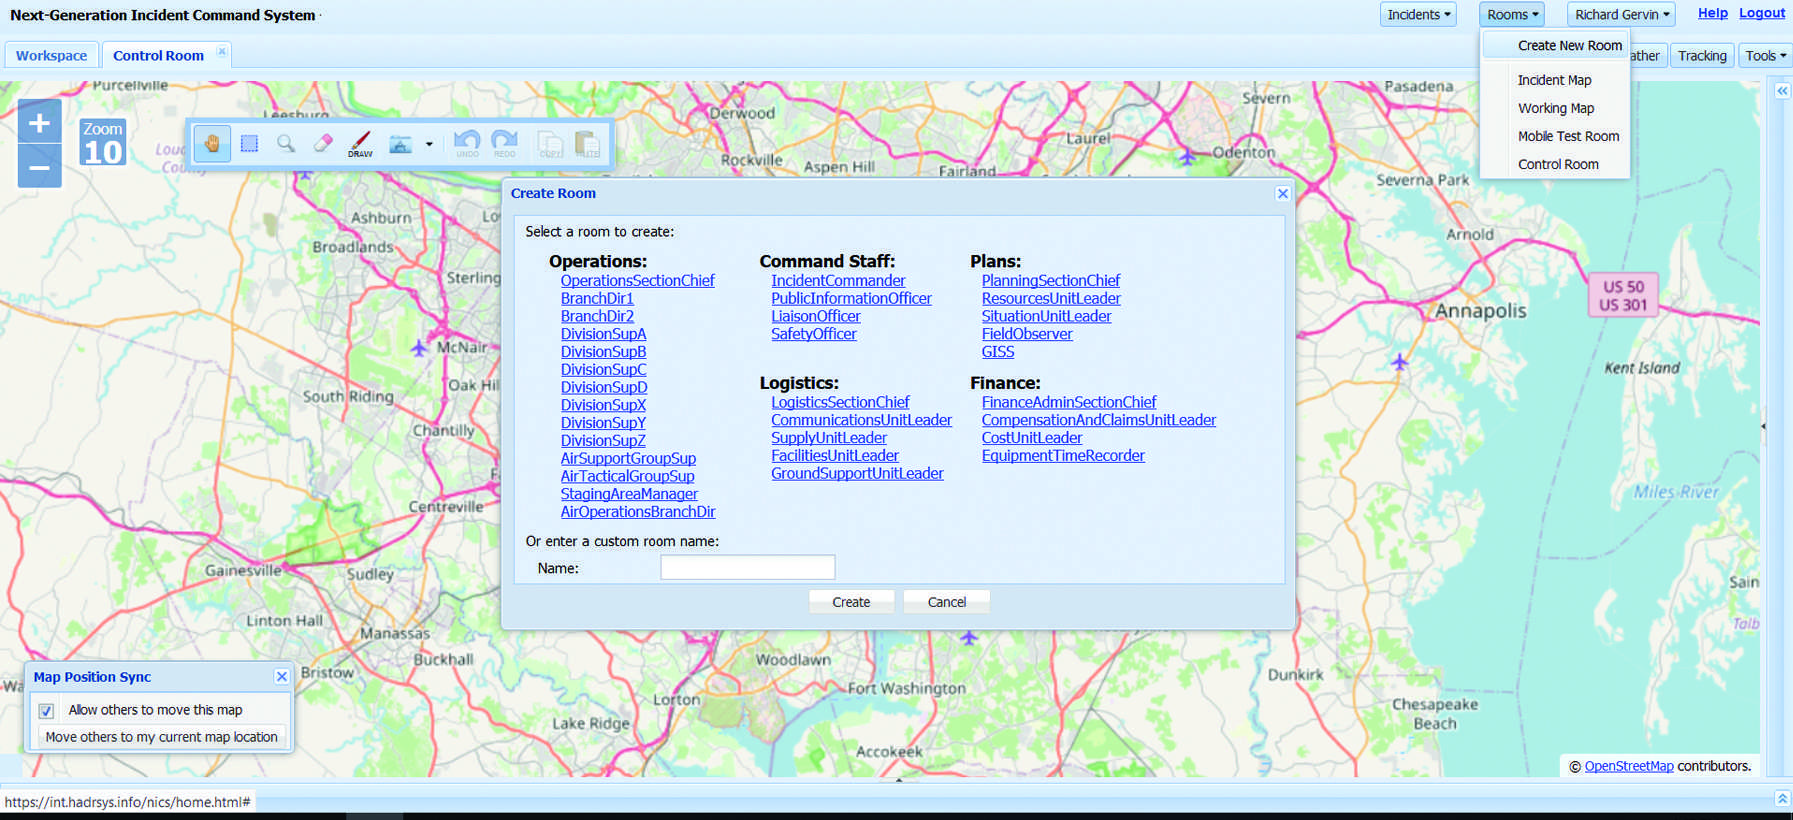 Next-Generation Incident Command System
Incidents
Rooms
Richard Gervin
Help
Logout
Workspace
Control Room
Create New Room
Incident Map
Working Map
Mobile Test Room
Control Room
ather
Tracking
Tools
Zoom
10
DRAW
UNDO
REDO
COPY
Create Room
Select a room to create:
Operations:
OperationsSectionChief
BranchDir1
BranchDir2
DivisionSupA
DivisionSupB
DivisionSupC
DivisionSupD
DivisionSupX
DivisionSupY
DivisionSupZ
AirSupportGroupSup
AirTacticalGroupSup
StagingAreaManager
AirOperationsBranchDir
Command Staff:
IncidentCommander
PublicInformationOfficer
LiaisonOfficer
SafetyOfficer
Plans:
PlanningSectionChief
ResourcesUnitLeader
SituationUnitLeader
FieldObserver
GISS
Logistics:
LogisticsSectionChief
CommunicationsUnitLeader
SupplyUnitLeader
FacilitiesUnitLeader
GroundSupportUnitLeader
Finance:
FinanceAdminSectionChief
CompensationAndClaimsUnitLeader
CostUnitLeader
EquipmentTimeRecorder
Or enter a custom room name:
Name:
Create
Cancel
Purcellville
Leesburg
Derwood
Rockville
Aspen Hill
Fairland
Laurel
Severn
Odenton
Pasadena
Severna Park
Arnold
US 50
US 301
Annapolis
Kent Island
Miles River
Ashburn
Broadlands
Sterling
McNair
Oak Hil
South Riding
Chantilly
Centreville
Gainesville
Sudley
Linton Hall
Manassas
Bristow
Buckhall
Woodlawn
Fort Washington
Lorton
Lake Ridge
Accokeek
Dunkirk
Chesapeake
Beach
Map Position Sync
Allow others to move this map
Move others to my current map location
© OpenStreetMap contributors.
https://int.hadrsys.info/nics/home.html#